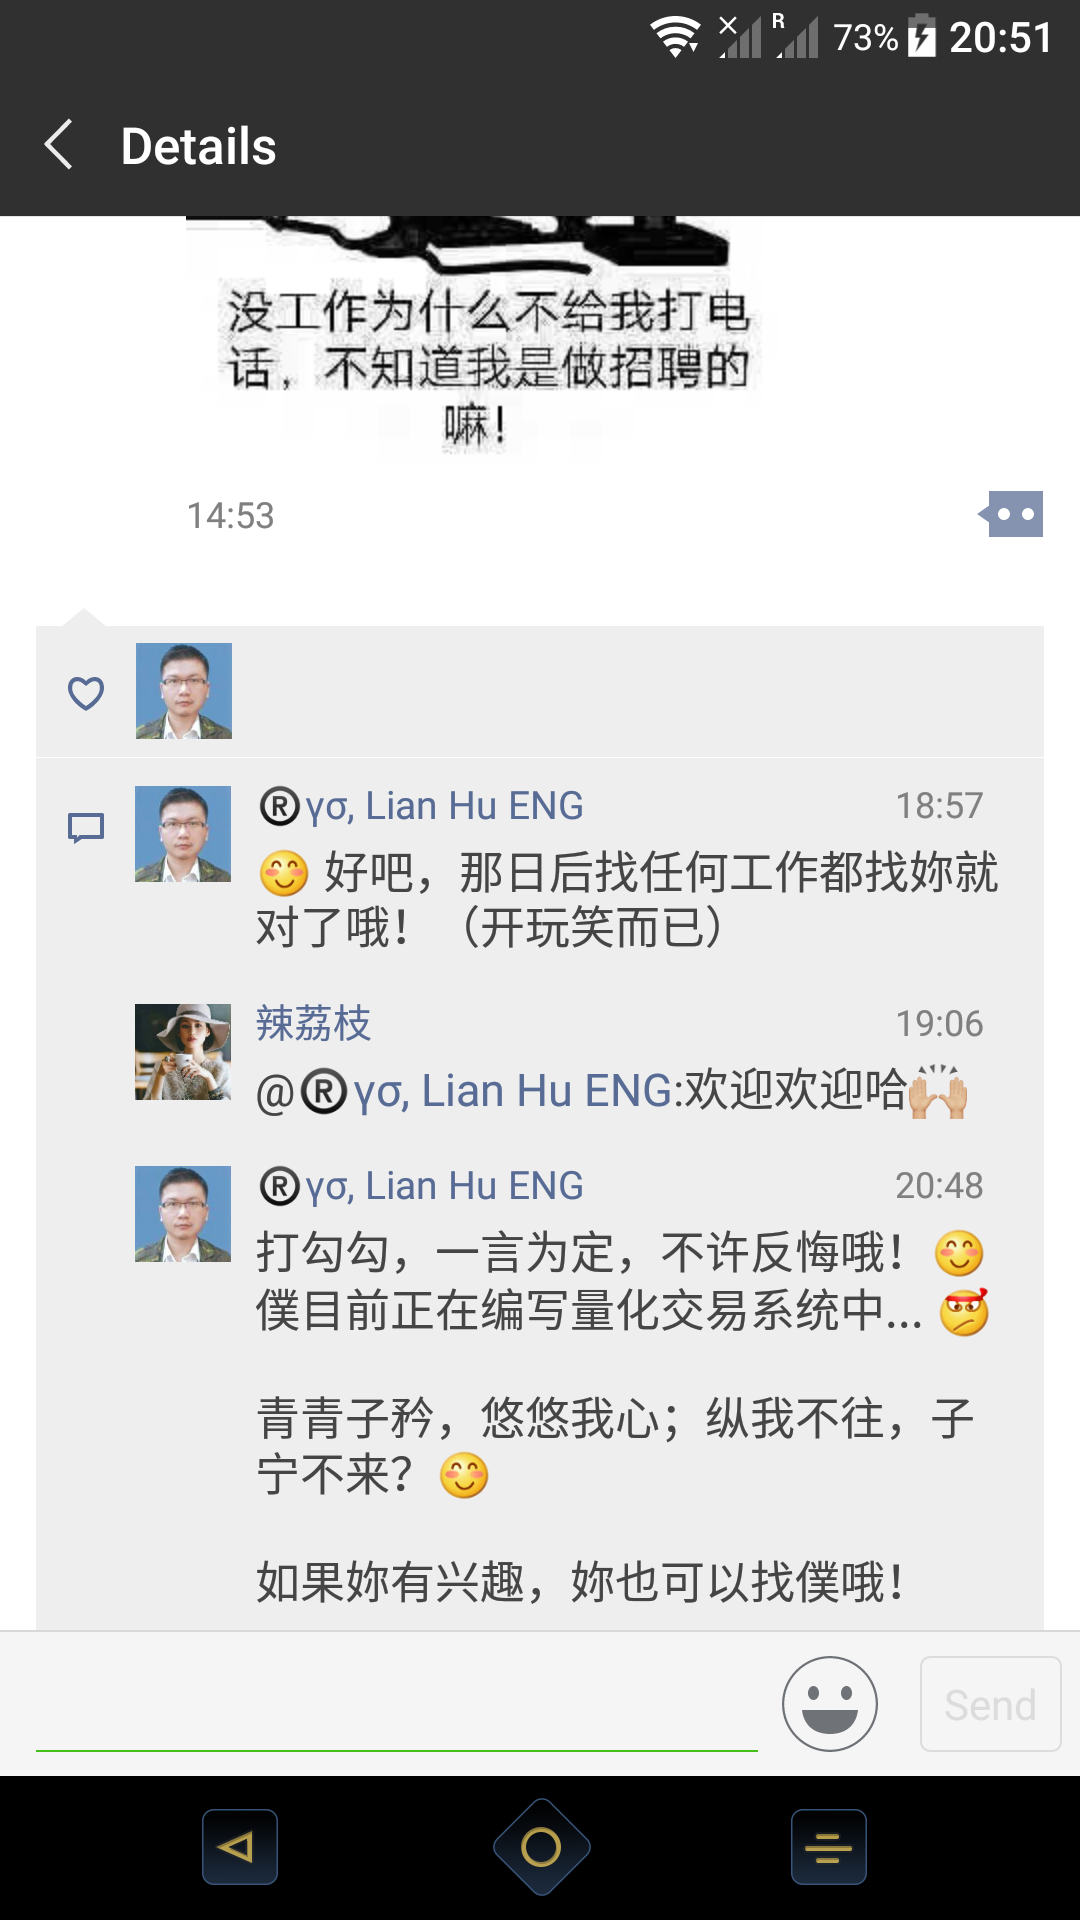 R 73% 20:51
Details
没工作为什么不给我打电
话，不知道我是做招聘的
嘛！
14:53
®γσ, Lian Hu ENG 18:57
😊 好吧，那日后找任何工作都找妳就
对了哦！（开玩笑而已）
辣荔枝 19:06
@®γσ, Lian Hu ENG:欢迎欢迎哈🙌🏼
®γσ, Lian Hu ENG 20:48
打勾勾，一言为定，不许反悔哦！😊
僕目前正在编写量化交易系统中...
青青子矜，悠悠我心；纵我不往，子
宁不来？😊
如果妳有兴趣，妳也可以找僕哦！
Send